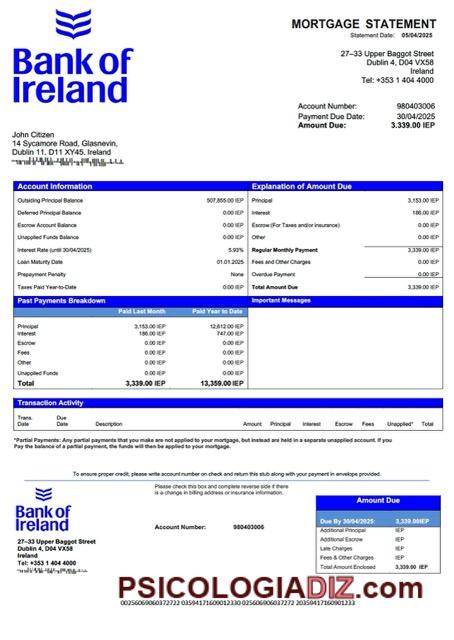 Bank of
Ireland
MORTGAGE STATEMENT
Statement Date: 05/04/2025
27–33 Upper Baggot Street
Dublin 4, D04 VX58
Ireland
Tel: +353 1 404 4000
Account Number: 980403006
Payment Due Date: 30/04/2025
Amount Due: 3.339.00 IEP
John Citizen
14 Sycamore Road, Glasnevin,
Dublin 11, D11 XY45, Ireland
Account Information
Outsiding Principal Balance 507,855.00 IEP
Deferred Principal Balance 0.00 IEP
Escrow Account Balance 0.00 IEP
Unapplied Funds Balance 0.00 IEP
Interest Rate (until 30/04/2025) 5.93%
Loan Maturity Date 01.01.2025
Prepayment Penalty None
Taxes Paid Year-to-Date 0.00 IEP
Explanation of Amount Due
Principal 3,153.00 IEP
Interest 186.00 IEP
Escrow (For Taxes and/or insurance) 0.00 IEP
Other 0.00 IEP
Regular Monthly Payment 3,339.00 IEP
Fees and Other Charges 0.00 IEP
Overdue Payment 0.00 IEP
Total Amount Due 3,339.00 IEP
Past Payments Breakdown
Paid Last Month Paid Year to Date
Principal 3,153.00 IEP 12,612.00 IEP
Interest 186.00 IEP 747.00 IEP
Escrow 0.00 IEP 0.00 IEP
Fees 0.00 IEP 0.00 IEP
Other 0.00 IEP 0.00 IEP
Unapplied Funds 0.00 IEP 0.00 IEP
Total 3,339.00 IEP 13,359.00 IEP
Important Messages
Transaction Activity
Trans. Date Due Date Description Amount Principal Interest Escrow Fees Unapplied* Total
*Partial Payments: Any partial payments that you make are not applied to your mortgage, but instead are held in a separate unapplied account. If you
Pay the balance of a partial payment, the funds will then be applied to your mortgage.
To ensure proper credit, please write account number on check and return this stub along with your payment in envelope provided.
Please check this box and complete reverse side if there
is a change in billing address or insurance information.
Bank of
Ireland
27–33 Upper Baggot Street
Dublin 4, D04 VX58
Ireland
Tel: +353 1 404 4000
Account Number: 980403006
Amount Due
Due By 30/04/2025: 3,339.00IEP
Additional Principal IEP
Additional Escrow IEP
Late Charges IEP
Fees & Other Charges IEP
Total Amount Enclosed 3,339.00 IEP
PSICOLOGIADIZ.com